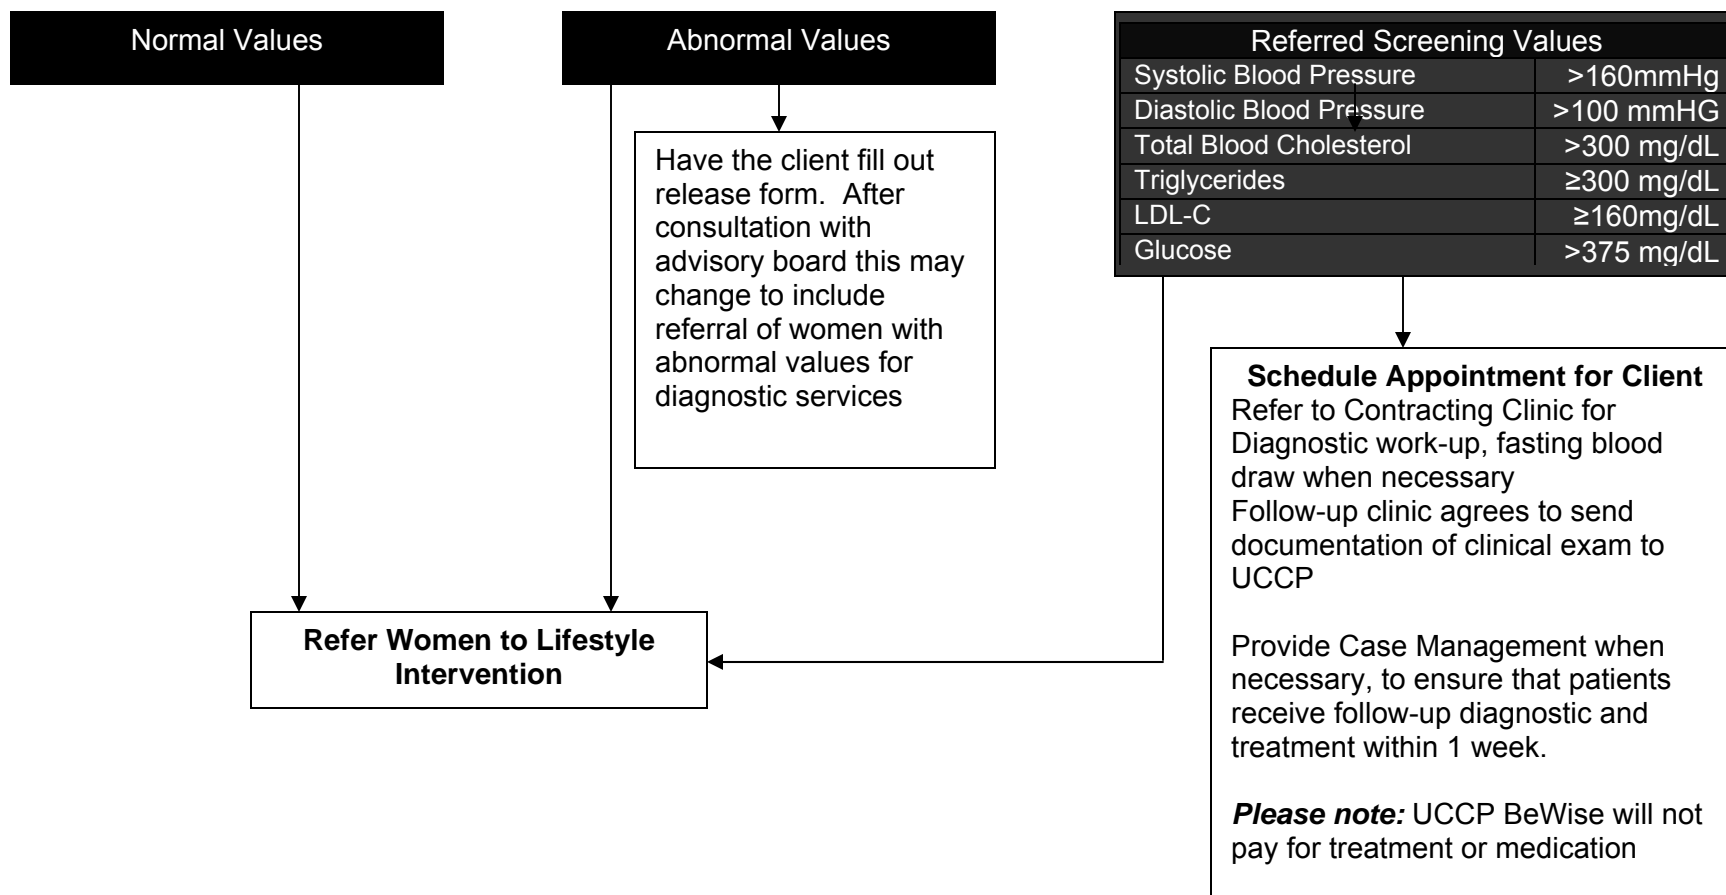 Normal Values
Abnormal Values
Have the client fill out
release form.  After
consultation with
advisory board this may
change to include
referral of women with
abnormal values for
diagnostic services
Referred Screening Values
Systolic Blood Pressure >160mmHg
Diastolic Blood Pressure >100 mmHG
Total Blood Cholesterol >300 mg/dL
Triglycerides ≥300 mg/dL
LDL-C ≥160mg/dL
Glucose >375 mg/dL
Schedule Appointment for Client
Refer to Contracting Clinic for
Diagnostic work-up, fasting blood
draw when necessary
Follow-up clinic agrees to send
documentation of clinical exam to
UCCP
Provide Case Management when
necessary, to ensure that patients
receive follow-up diagnostic and
treatment within 1 week.
Please note: UCCP BeWise will not
pay for treatment or medication
Refer Women to Lifestyle
Intervention